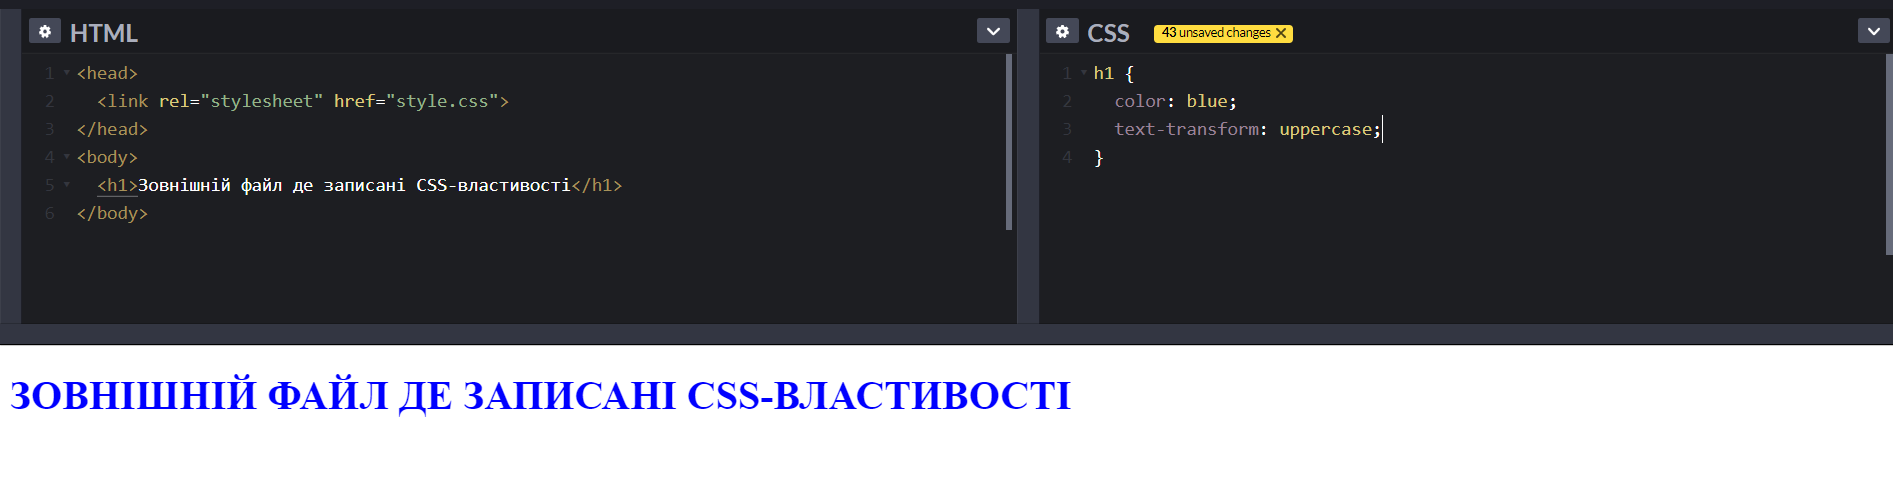 HTML
1 <head>
2 <link rel="stylesheet" href="style.css">
3 </head>
4 <body>
5 <h1>Зовнішній файл де записані CSS-властивості</h1>
6 </body>
CSS 43 unsaved changes ✕
1 h1 {
2 color: blue;
3 text-transform: uppercase;
4 }
ЗОВНІШНІЙ ФАЙЛ ДЕ ЗАПИСАНІ CSS-ВЛАСТИВОСТІ